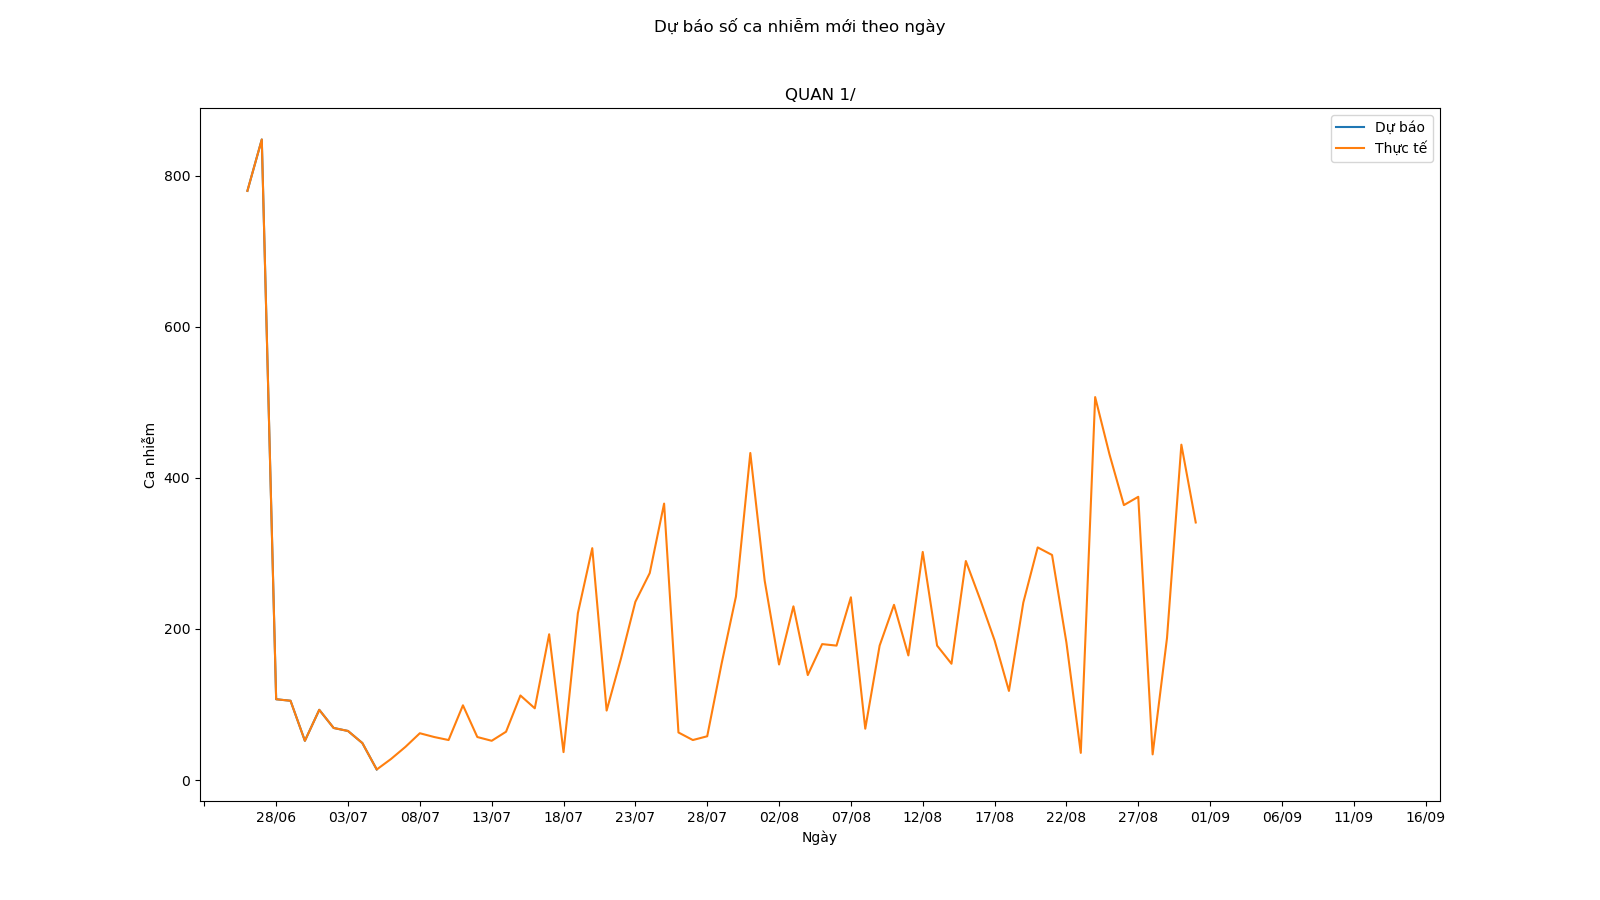 Dự báo số ca nhiễm mới theo ngày
QUAN 1/
Dự báo
Thực tế
800
600
400
200
0
Ca nhiễm
28/06 03/07 08/07 13/07 18/07 23/07 28/07 02/08 07/08 12/08 17/08 22/08 27/08 01/09 06/09 11/09 16/09
Ngày